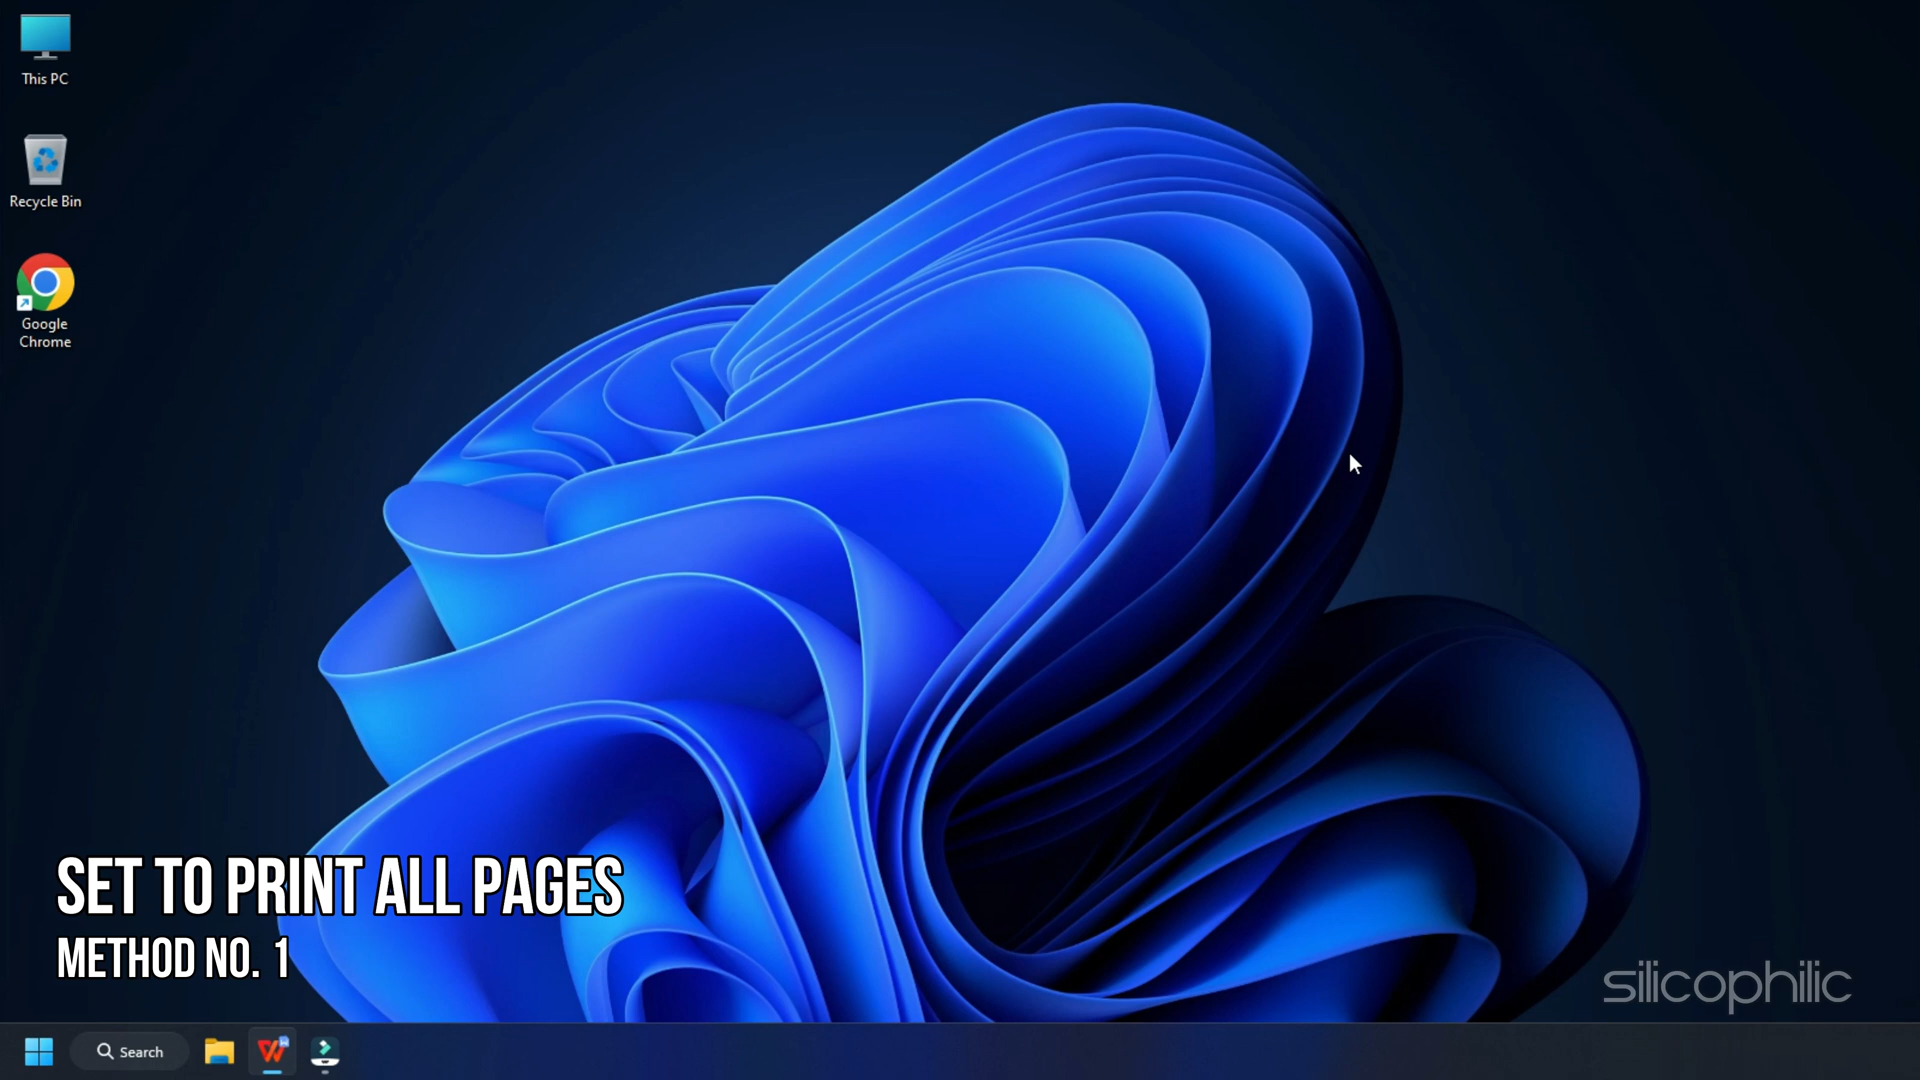 This PC
Recycle Bin
Google
Chrome
SET TO PRINT ALL PAGES
METHOD NO. 1
silicophilic
Search